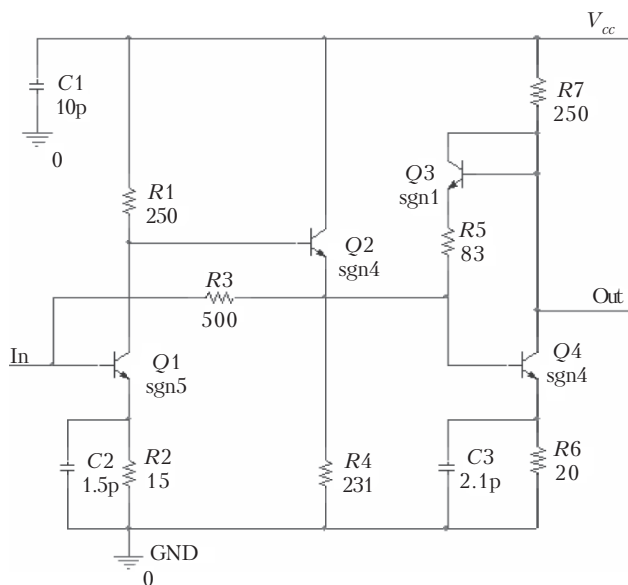 Vcc
C1
10p
0
R7
250
Q3
sgn1
R1
250
Q2
sgn4
R5
83
R3
500
Out
In
Q1
sgn5
Q4
sgn4
C2
1.5p
R2
15
R4
231
C3
2.1p
R6
20
GND
0